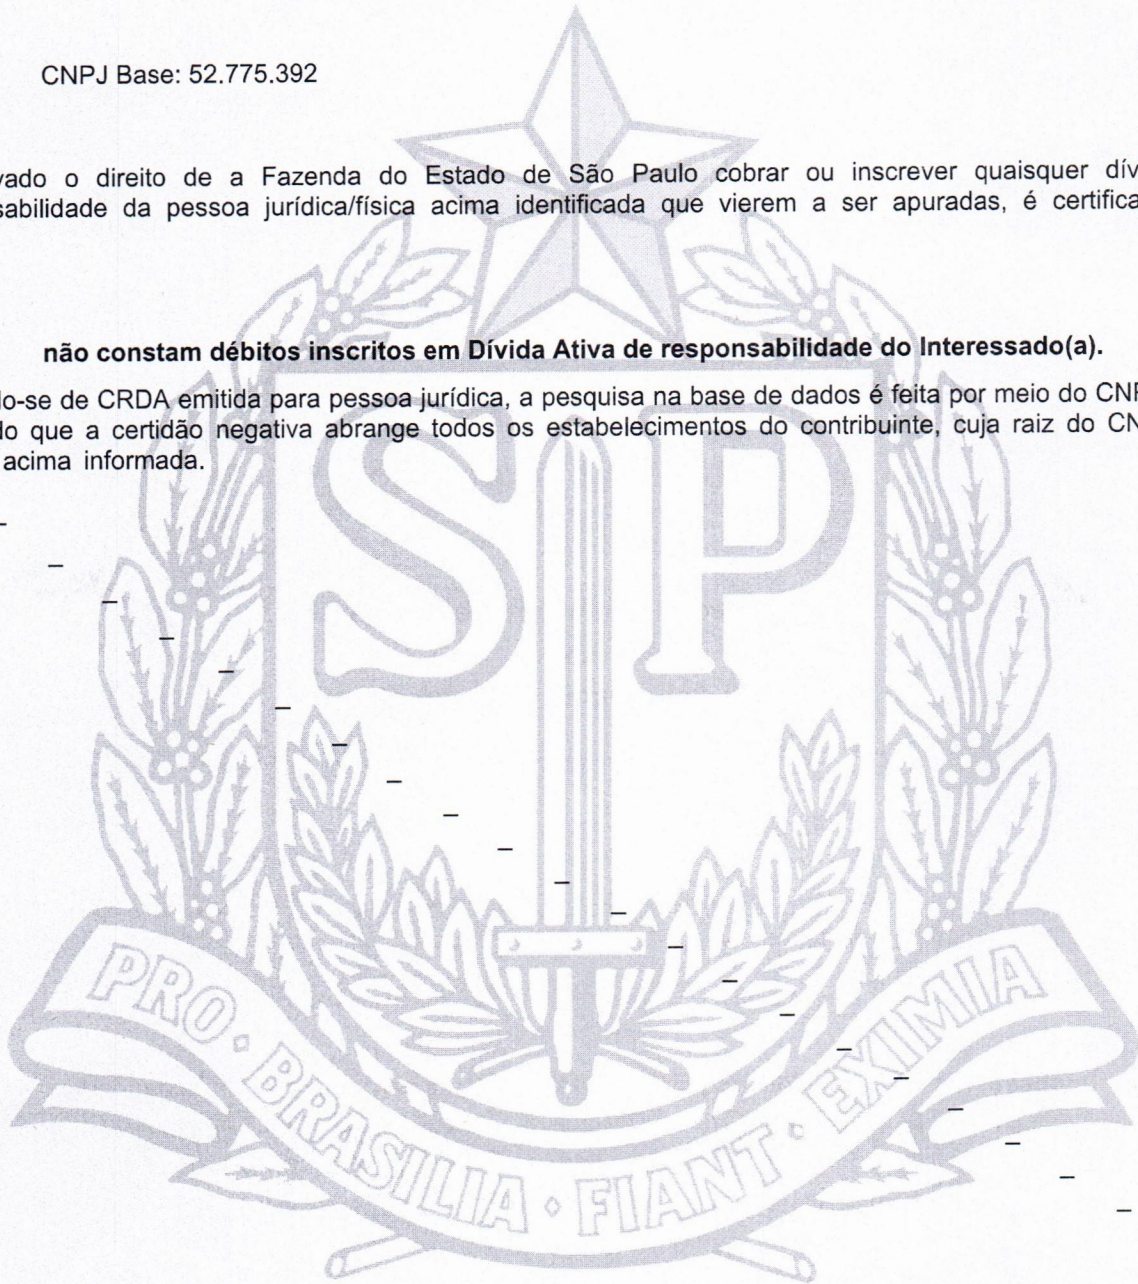 CNPJ Base: 52.775.392
vado o direito de a Fazenda do Estado de São Paulo cobrar ou inscrever quaisquer dív
sabilidade da pessoa jurídica/física acima identificada que vierem a ser apuradas, é certifica
não constam débitos inscritos em Dívida Ativa de responsabilidade do Interessado(a).
do-se de CRDA emitida para pessoa jurídica, a pesquisa na base de dados é feita por meio do CNP
do que a certidão negativa abrange todos os estabelecimentos do contribuinte, cuja raiz do CN
acima informada.
SP
PRO · BRASILIA · FIANT · EXIMIA